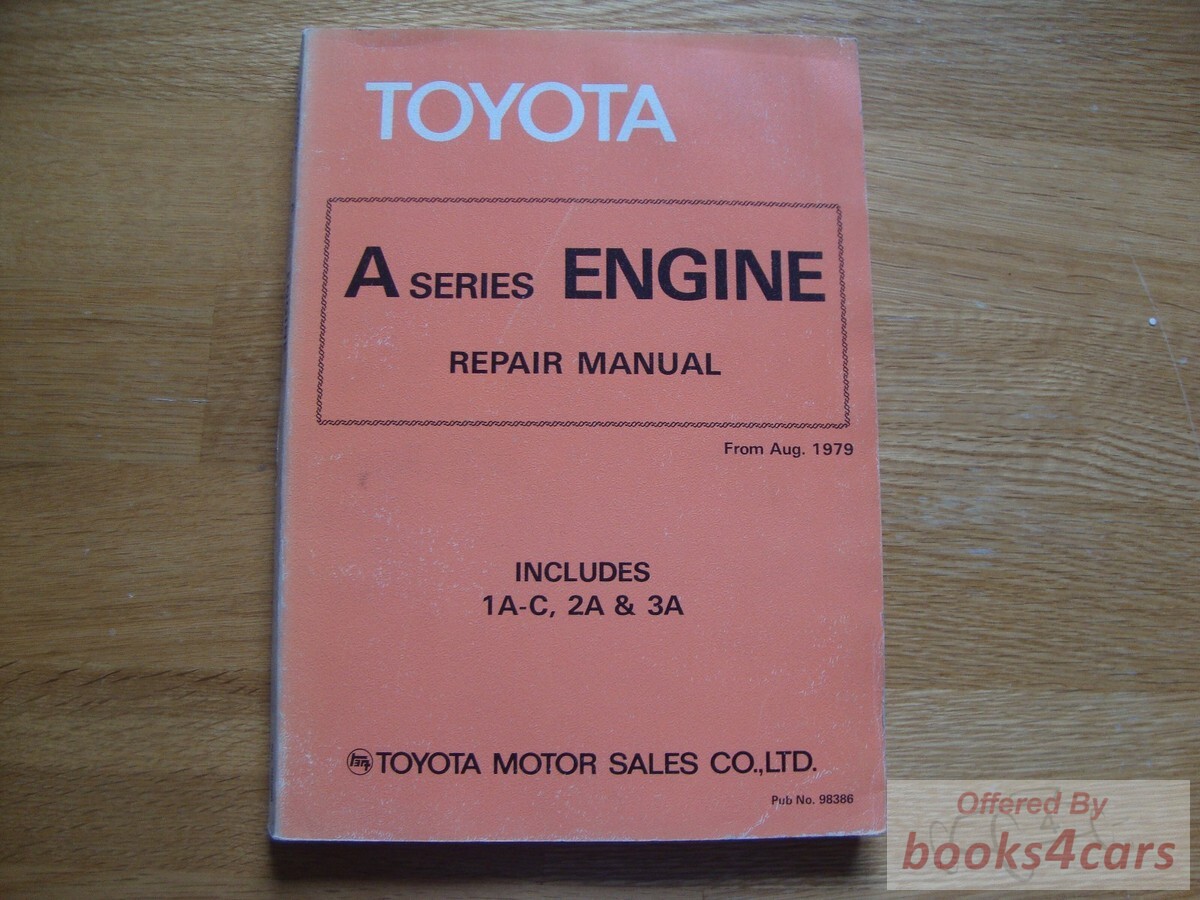 TOYOTA
A SERIES ENGINE
REPAIR MANUAL
From Aug. 1979
INCLUDES
1A-C, 2A & 3A
TOYOTA MOTOR SALES CO.,LTD.
Pub No. 98386
Offered By
books4cars